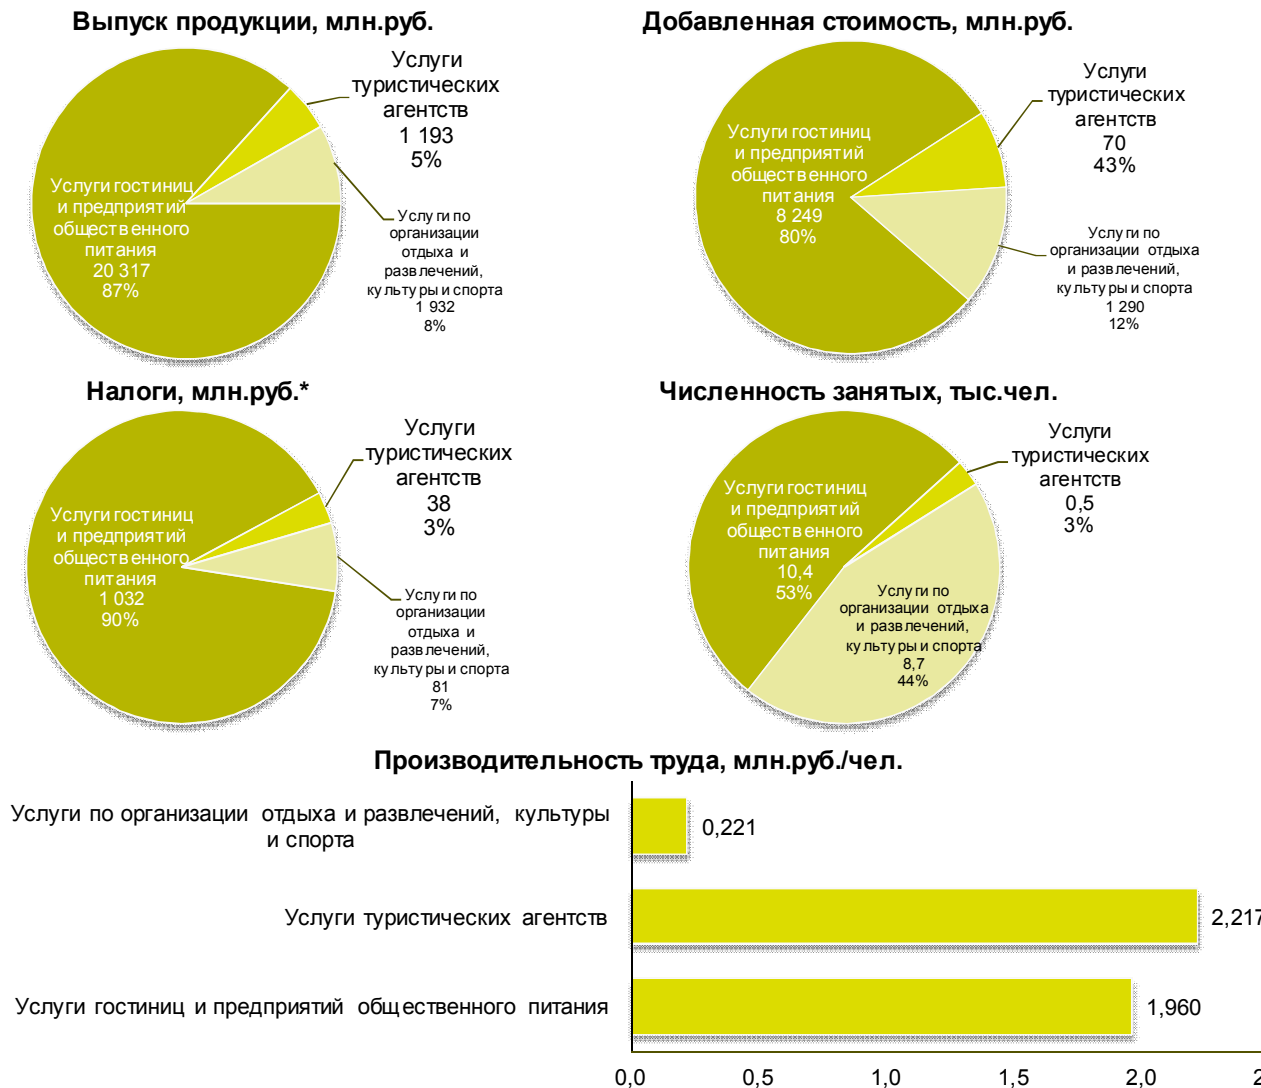 Выпуск продукции, млн.руб.
Услуги
туристических
агентств
1 193
5%
Услуги гостиниц
и предприятий
общественного
питания
20 317
87%
Услуги по
организации
отдыха и
развлечений,
культуры и спорта
1 932
8%
Добавленная стоимость, млн.руб.
Услуги
туристических
агентств
70
43%
Услуги гостиниц
и предприятий
общественного
питания
8 249
80%
Услуги по
организации отдыха
и развлечений,
культуры и спорта
1 290
12%
Налоги, млн.руб.*
Услуги
туристических
агентств
38
3%
Услуги гостиниц
и предприятий
общественного
питания
1 032
90%
Услуги по
организации
отдыха и
развлечений,
культуры и спорта
81
7%
Численность занятых, тыс.чел.
Услуги
туристических
агентств
0,5
3%
Услуги гостиниц
и предприятий
общественного
питания
10,4
53%
Услуги по
организации отдыха
и развлечений,
культуры и спорта
8,7
44%
Производительность труда, млн.руб./чел.
Услуги по организации отдыха и развлечений, культуры
и спорта
0,221
Услуги туристических агентств
2,217
Услуги гостиниц и предприятий общественного питания
1,960
0,0 0,5 1,0 1,5 2,0